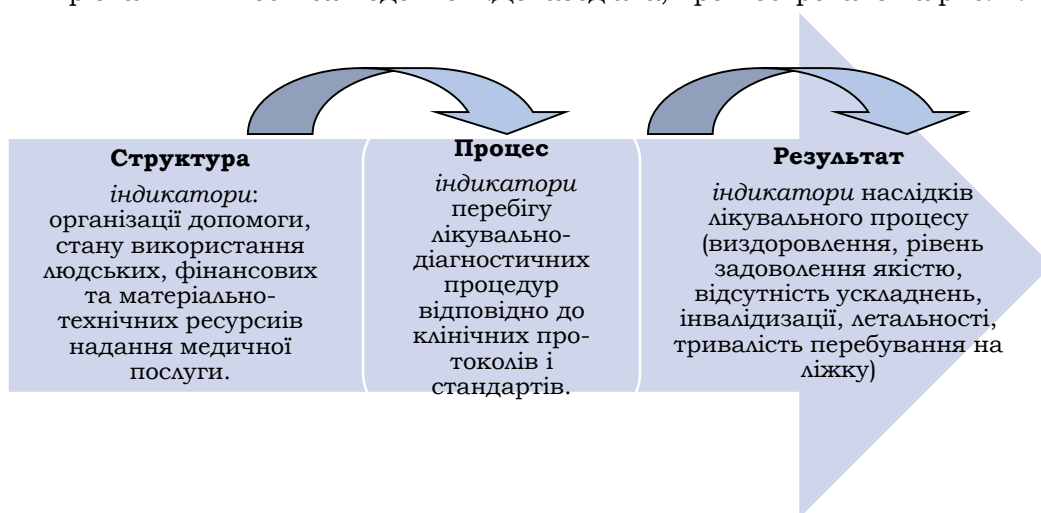 Структура
індикатори:
організації допомоги,
стану використання
людських, фінансових
та матеріально-
технічних ресурсиів
надання медичної
послуги.
Процес
індикатори
перебігу
лікувально-
діагностичних
процедур
відповідно до
клінічних про-
токолів і
стандартів.
Результат
індикатори наслідків
лікувального процесу
(виздоровлення, рівень
задоволення якістю,
відсутність ускладнень,
інвалідизації, летальності,
тривалість перебування на
ліжку)